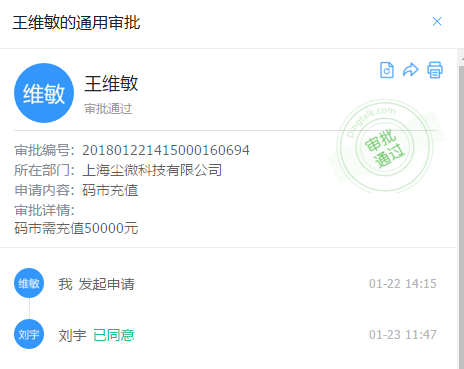 王维敏的通用审批
维敏
王维敏
审批通过
Dingtalk.com
审批
通过
审批编号：201801221415000160694
所在部门：上海尘微科技有限公司
申请内容：码市充值
审批详情：
码市需充值50000元
维敏 我 发起申请 01-22 14:15
刘宇 刘宇 已同意 01-23 11:47